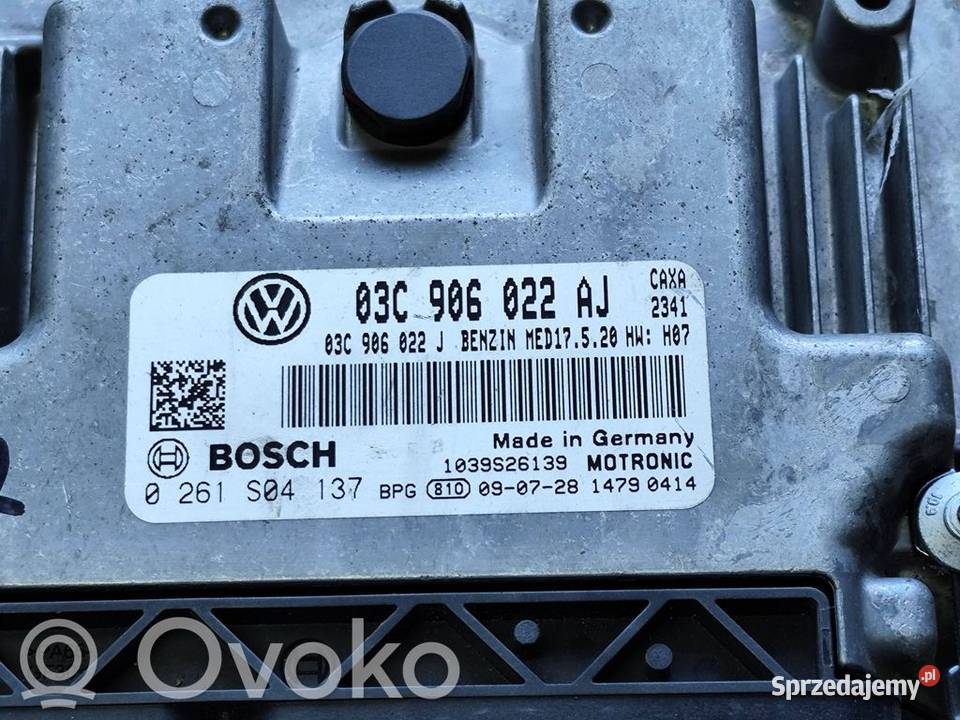 03C 906 022 AJ CAXA
2341
03C 906 022 J BENZIN MED17.5.20 HW: H07
BOSCH
Made in Germany
1039S26139 MOTRONIC
0 261 S04 137 BPG 810 09-07-28 1479 0414
Ovoko
Sprzedajemy.pl